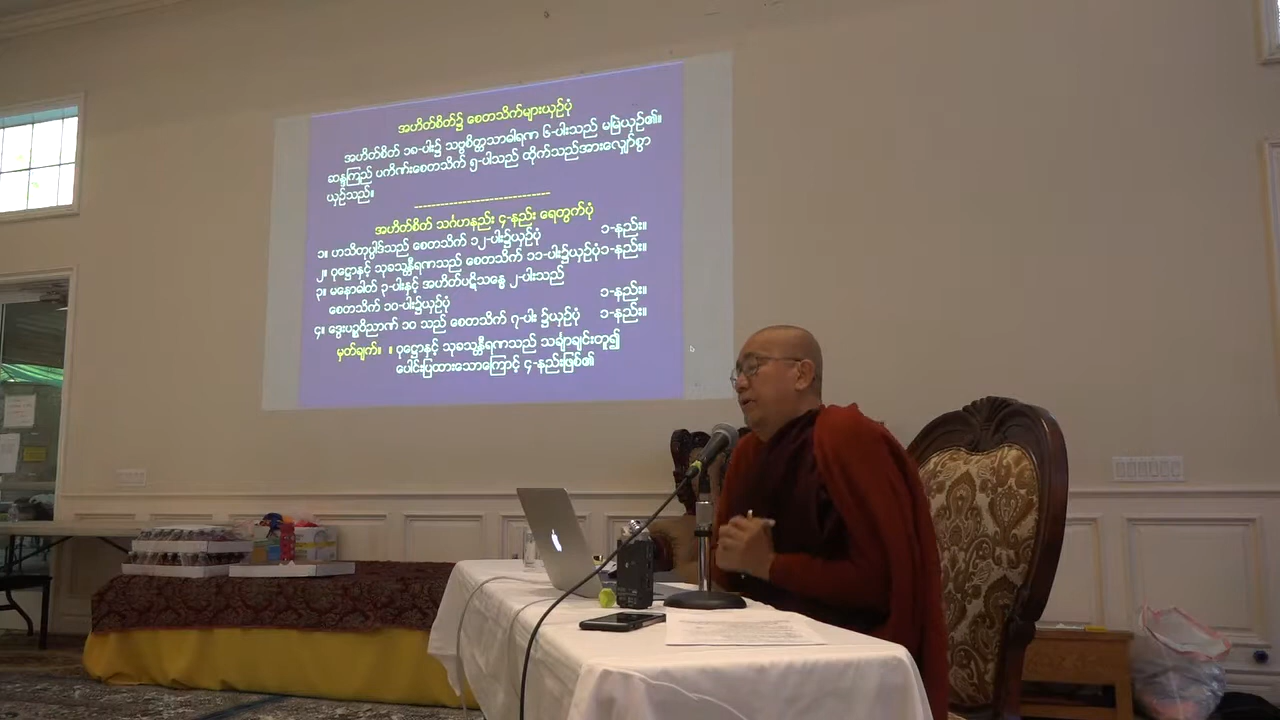 အဟိတ်စိတ်၌ စေတသိက်များယှဉ်ပုံ
အဟိတ်စိတ် ၁၈-ပါး၌ သဗ္ဗစိတ္တသာဓါရဏ ၆-ပါးသည် မမြဲယှဉ်၏။
ဆန္ဒကြဉ် ပကိဏ်းစေတသိက် ၅-ပါသည် ထိုက်သည်အားလျှော်စွာ
ယှဉ်သည်။
-----------------------------
အဟိတ်စိတ် သင်္ဂဟနည်း ၄-နည်း ရေတွက်ပုံ
၁။ ဟသိတုပ္ပါဒ်သည် စေတသိက် ၁၂-ပါး၌ယှဉ်ပုံ ၁-နည်း။
၂။ ဝုဋ္ဌောနှင့် သုခသန္တီရဏသည် စေတသိက် ၁၁-ပါး၌ယှဉ်ပုံ၁-နည်း။
၃။ မနောဓါတ် ၃-ပါးနှင့် အဟိတ်ပဋိသန္ဓေ ၂-ပါးသည်
စေတသိက် ၁၀-ပါး၌ယှဉ်ပုံ ၁-နည်း။
၄။ ဒွေးပဉ္စဝိညာဏ် ၁၀ သည် စေတသိက် ၇-ပါး ၌ယှဉ်ပုံ ၁-နည်း။
မှတ်ချက်။ ။ ဝုဋ္ဌောနှင့် သုခသန္တီရဏသည် သင်္ချာချင်းတူ၍
ပေါင်းပြထားသောကြောင့် ၄-နည်းဖြစ်၏